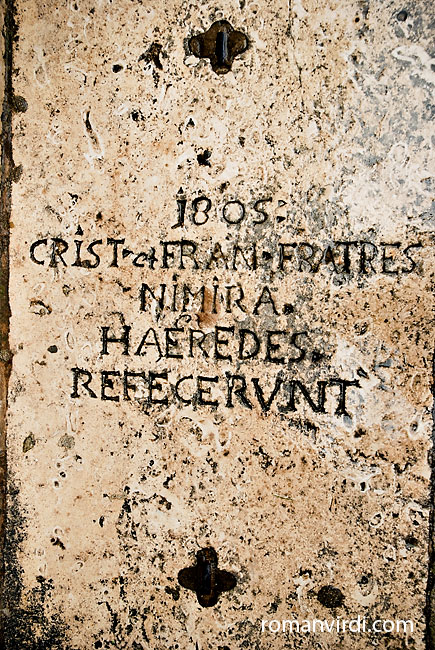 1805:
CRIST· et FRAN· FRATRES
NIMIRA.
HAEREDES.
REFECERVNT
romanvirdi.com